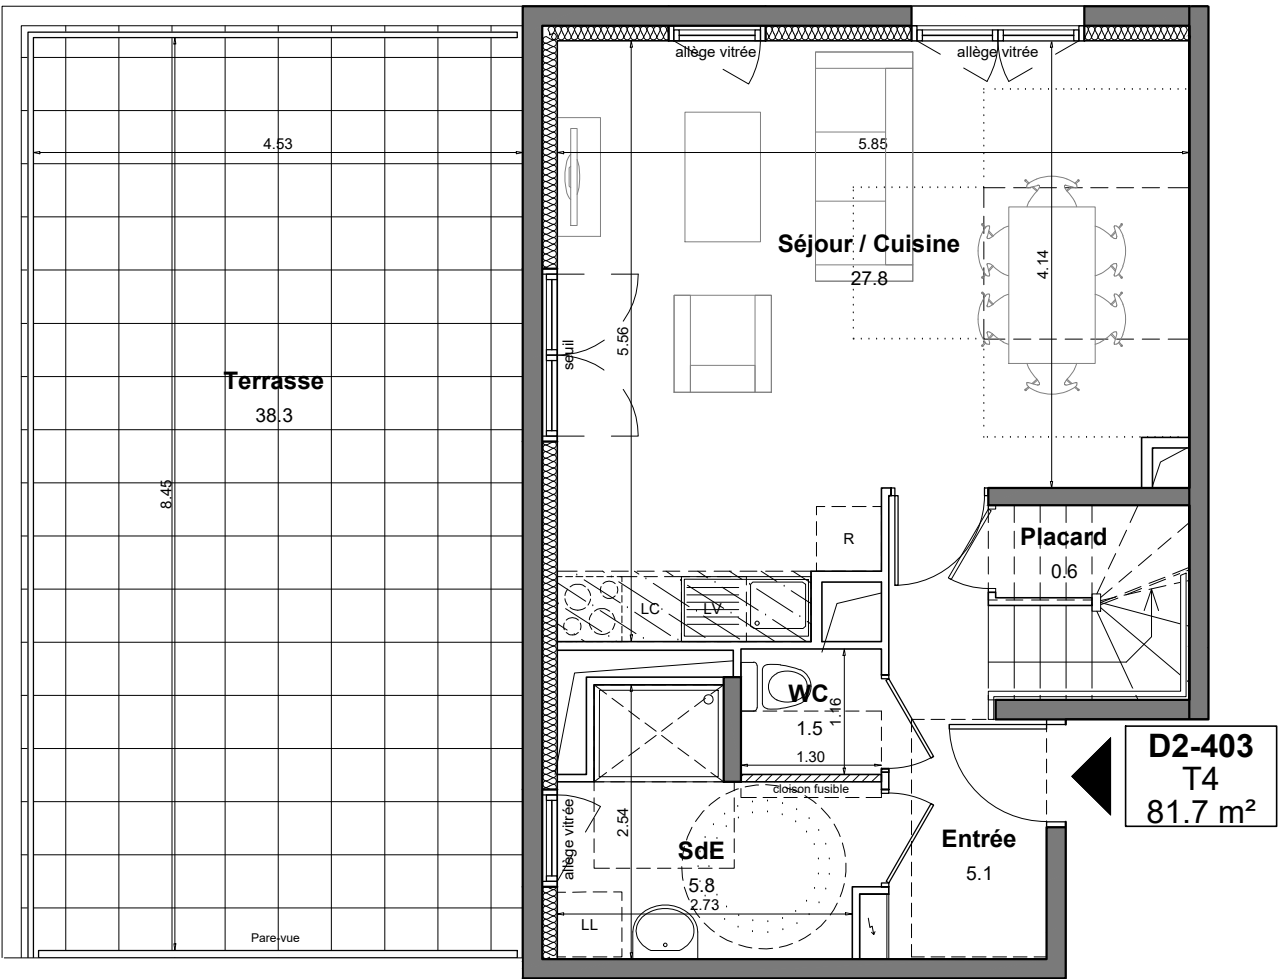 allège vitrée
allège vitrée
4.53
5.85
Séjour / Cuisine
27.8
4.14
5.56
seuil
Terrasse
38.3
8.45
R
Placard
0.6
LC
LV
WC
1.16
1.5
1.30
cloison fusible
D2-403
T4
81.7 m²
allège vitrée
2.54
SdE
5.8
2.73
Entrée
5.1
LL
Pare-vue